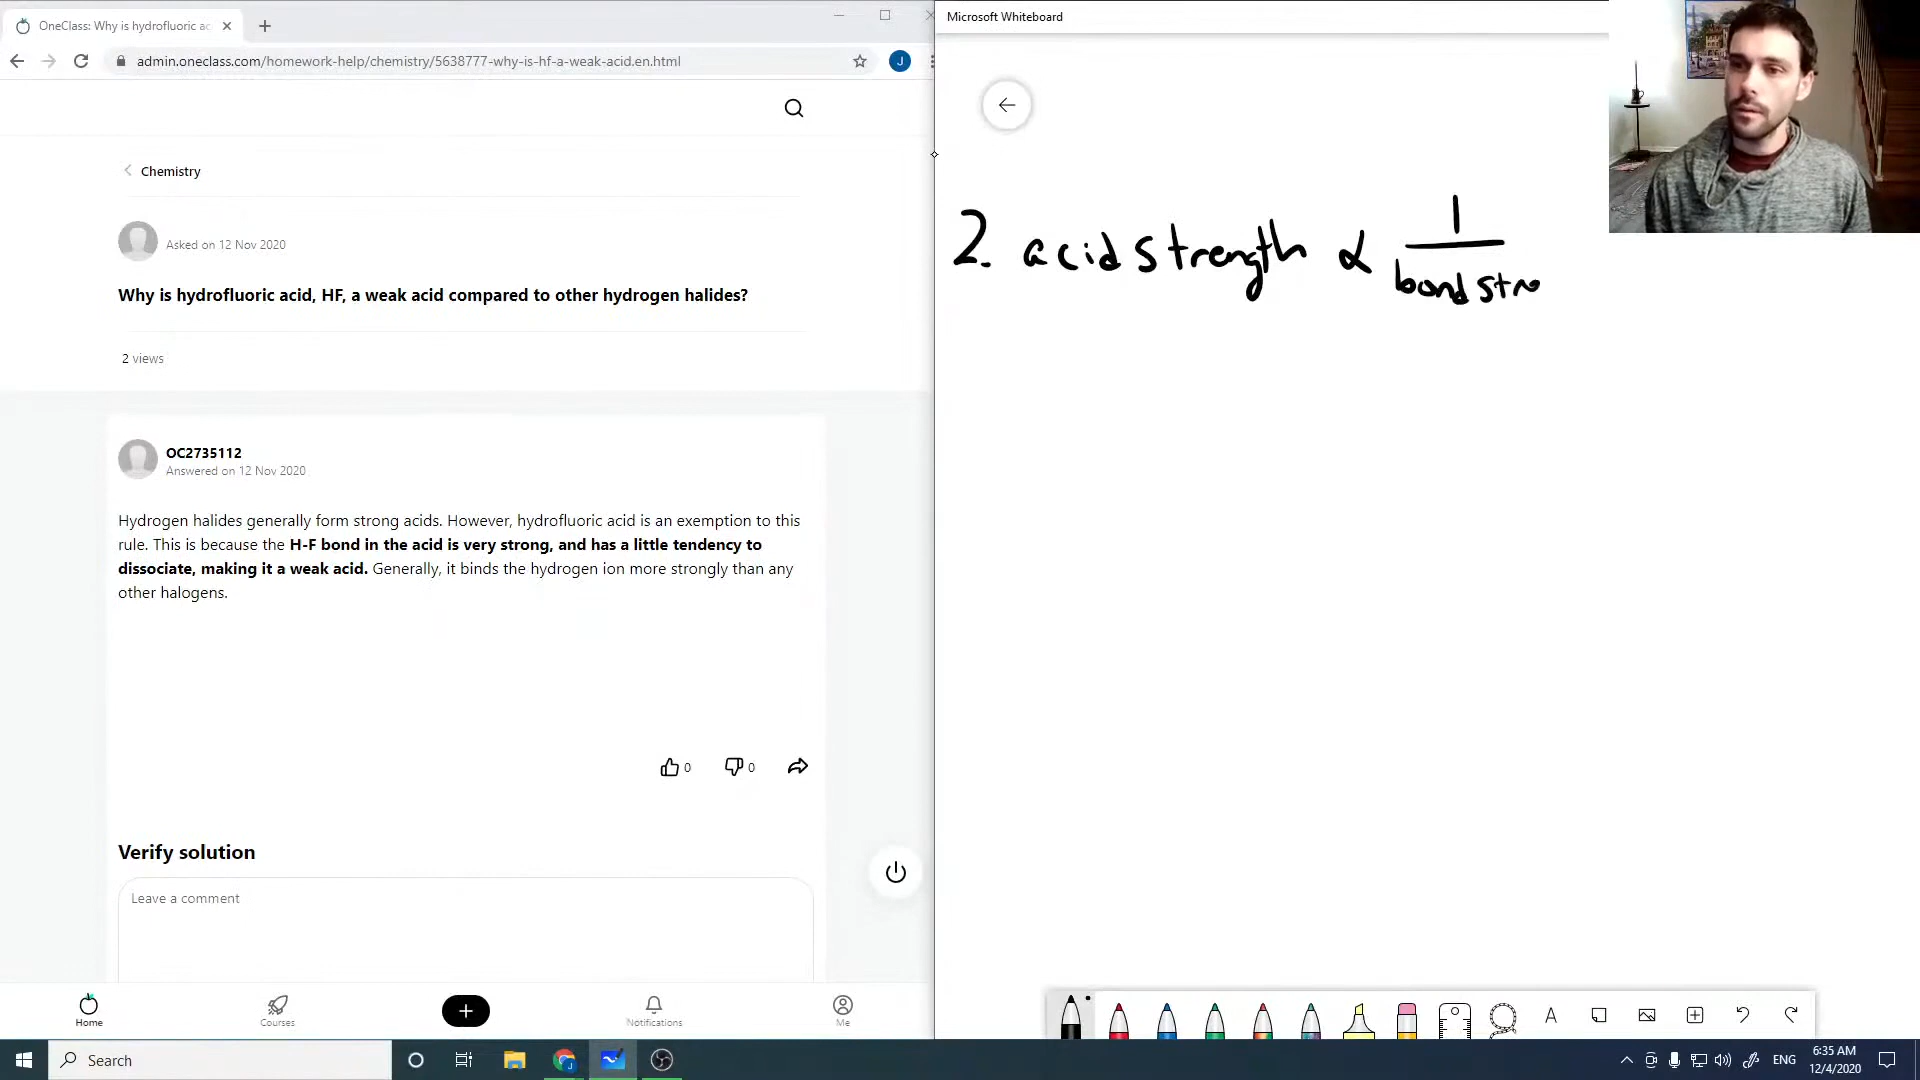 OneClass: Why is hydrofluoric ac
admin.oneclass.com/homework-help/chemistry/5638777-why-is-hf-a-weak-acid.en.html
J
Chemistry
Asked on 12 Nov 2020
Why is hydrofluoric acid, HF, a weak acid compared to other hydrogen halides?
2 views
OC2735112
Answered on 12 Nov 2020
Hydrogen halides generally form strong acids. However, hydrofluoric acid is an exemption to this
rule. This is because the H-F bond in the acid is very strong, and has a little tendency to
dissociate, making it a weak acid. Generally, it binds the hydrogen ion more strongly than any
other halogens.
0 0
Verify solution
Leave a comment
Home Courses Notifications Me
Microsoft Whiteboard
2. acid strength ∝ 1
bond stre
Search
ENG
6:35 AM
12/4/2020